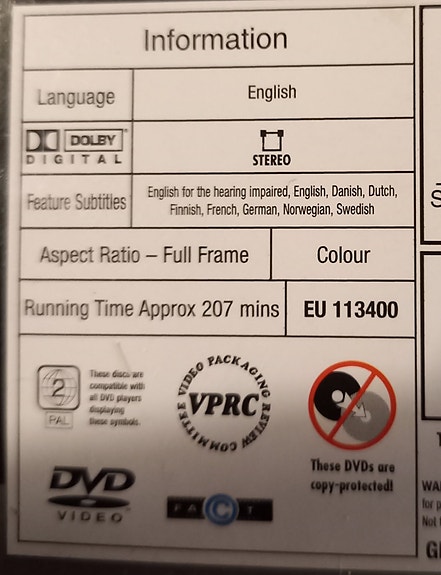 Information
Language
English
DOLBY
DIGITAL
STEREO
Feature Subtitles
English for the hearing impaired, English, Danish, Dutch,
Finnish, French, German, Norwegian, Swedish
Aspect Ratio – Full Frame
Colour
Running Time Approx 207 mins
EU 113400
2
PAL
These discs are
compatible with
all DVD players
displaying
these symbols.
VIDEO PACKAGING REVIEW COMMITTEE
VPRC
These DVDs are
copy-protected!
DVD
VIDEO
FACT
S
WA
for p
Not